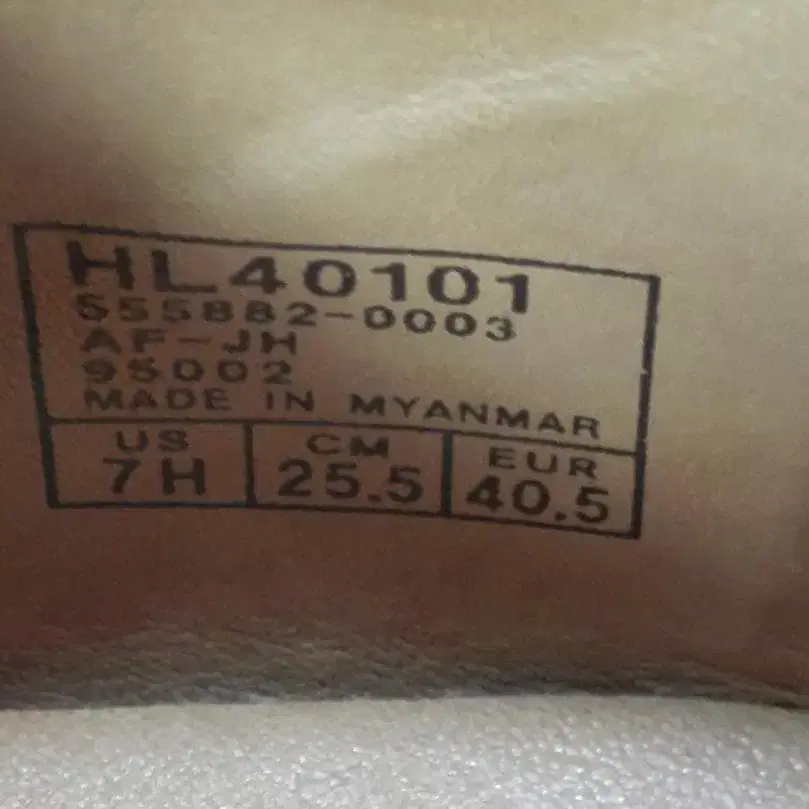 HL40101
555882-0003
AF-JH
95002
MADE IN MYANMAR
US CM EUR
7H 25.5 40.5